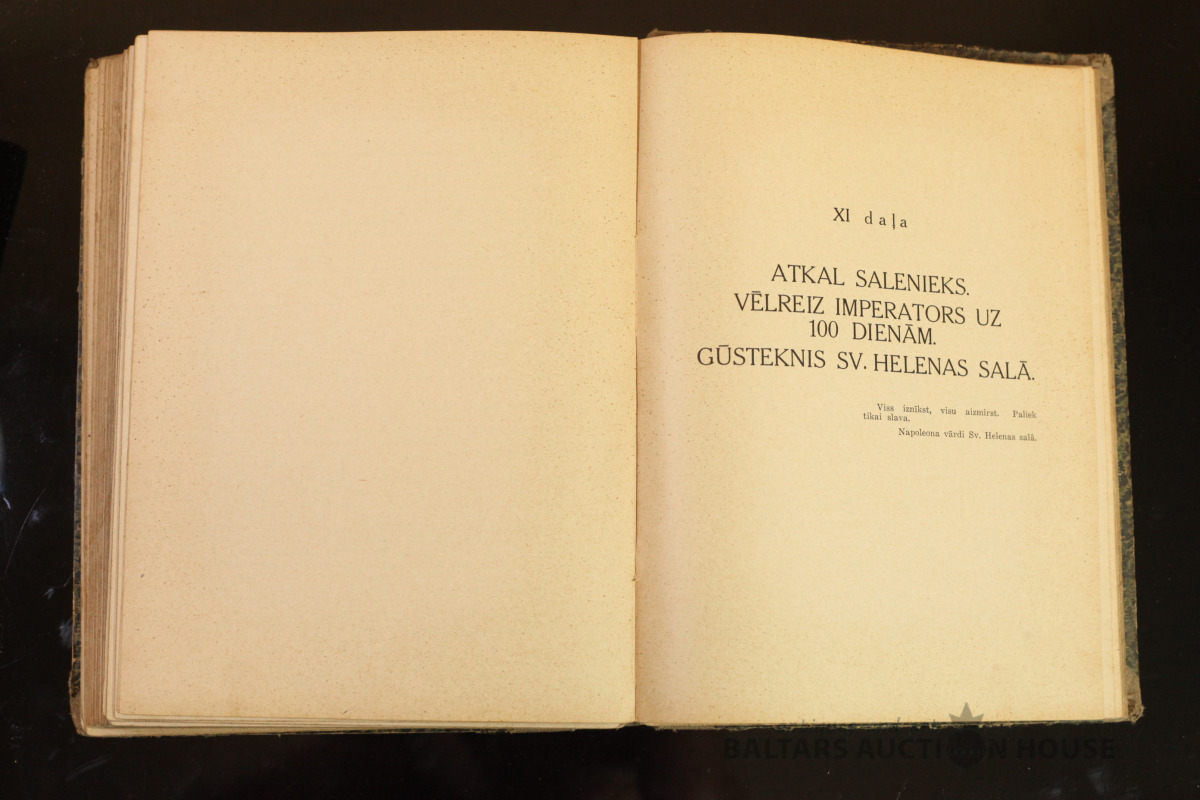 XI daļa
ATKAL SALENIEKS.
VĒLREIZ IMPERATORS UZ
100 DIENĀM.
GŪSTEKNIS SV. HELENAS SALĀ.
Viss iznīkst, visu aizmirst. Paliek
tikai slava.
Napoleona vārdi Sv. Helenas salā.
BALTARS AUCTION HOUSE